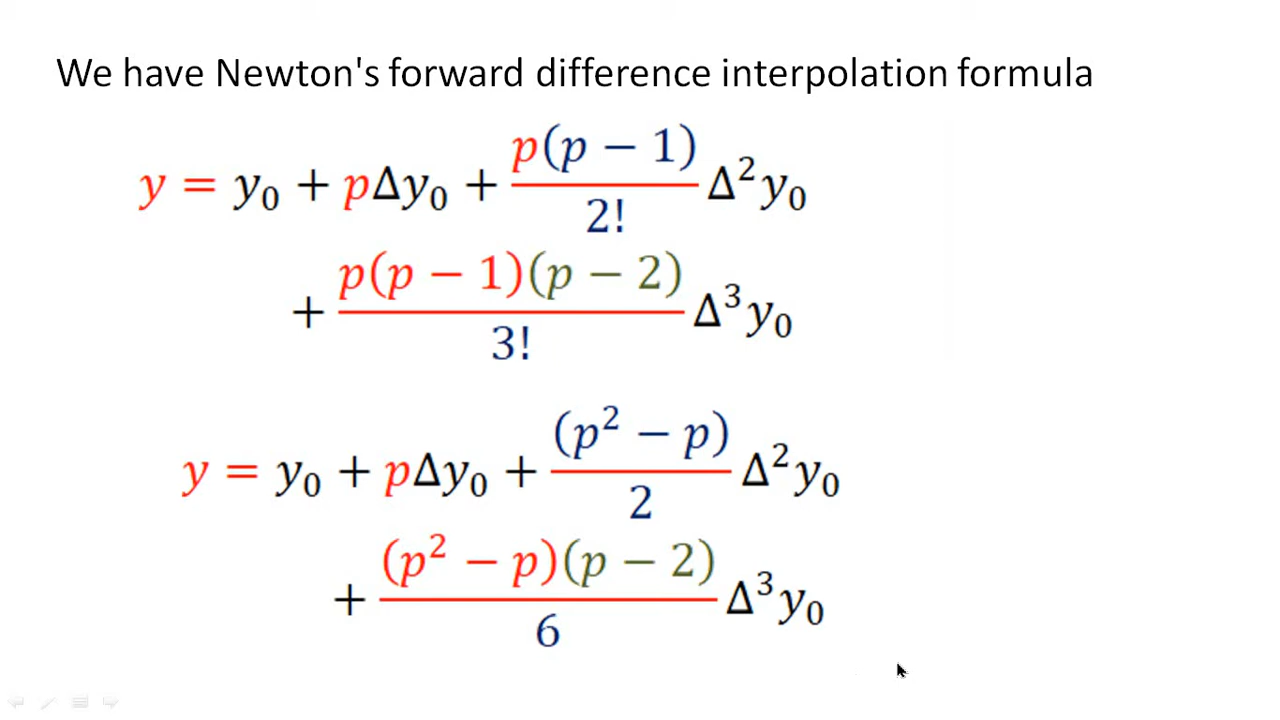 We have Newton's forward difference interpolation formula
y = y₀ + pΔy₀ + p(p − 1)/2! Δ²y₀
+ p(p − 1)(p − 2)/3! Δ³y₀
y = y₀ + pΔy₀ + (p² − p)/2 Δ²y₀
+ (p² − p)(p − 2)/6 Δ³y₀